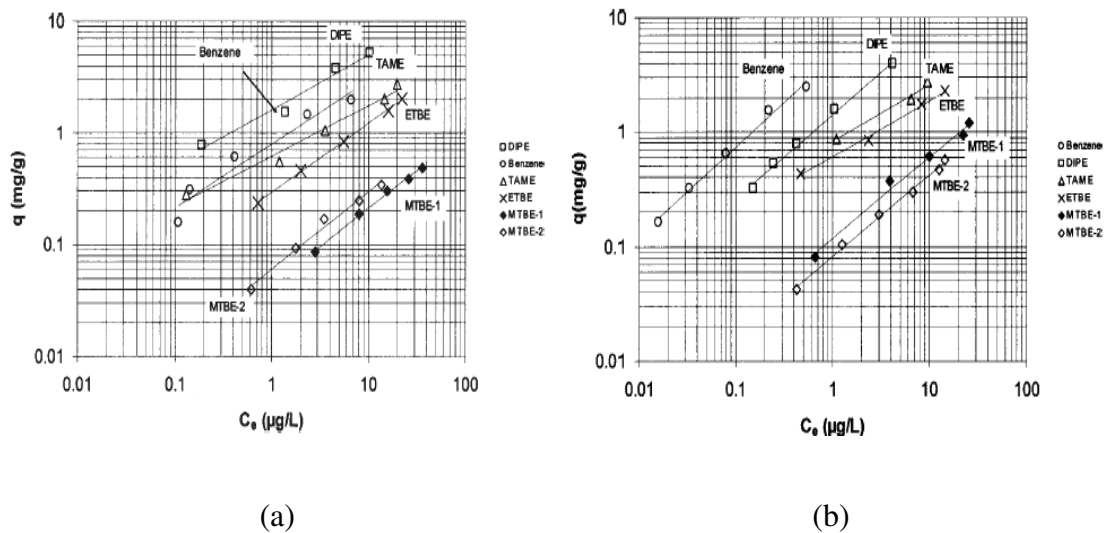 10
1
0.1
0.01
q (mg/g)
0.01
0.1
1
10
100
Cₑ (µg/L)
Benzene
DIPE
TAME
ETBE
MTBE-1
MTBE-2
DIPE
Benzene
TAME
ETBE
MTBE-1
MTBE-2
(a)
10
1
0.1
0.01
q(mg/g)
0.01
0.1
1
10
100
Cₑ (µg/L)
Benzene
DIPE
TAME
ETBE
MTBE-1
MTBE-2
Benzene
DIPE
TAME
ETBE
MTBE-1
MTBE-2
(b)